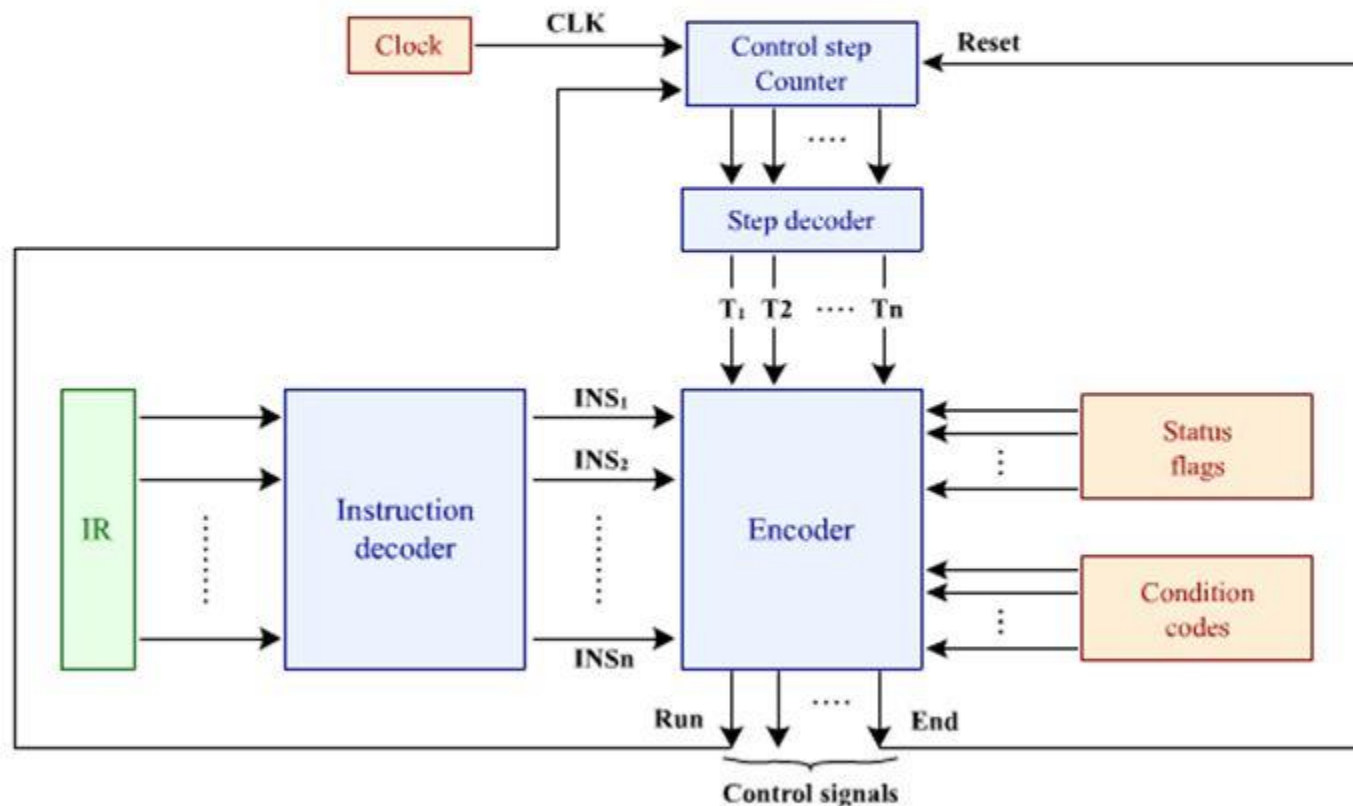 Clock
CLK
Control step
Counter
Reset
....
Step decoder
T₁ T2 .... Tn
IR
Instruction
decoder
INS₁
INS₂
INSn
Encoder
Status
flags
Condition
codes
Run
....
End
Control signals